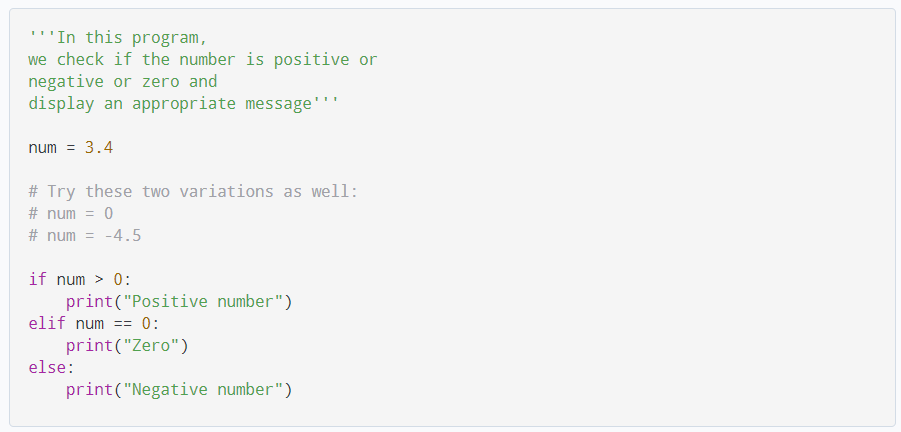 '''In this program,
we check if the number is positive or
negative or zero and
display an appropriate message'''

num = 3.4

# Try these two variations as well:
# num = 0
# num = -4.5

if num > 0:
    print("Positive number")
elif num == 0:
    print("Zero")
else:
    print("Negative number")